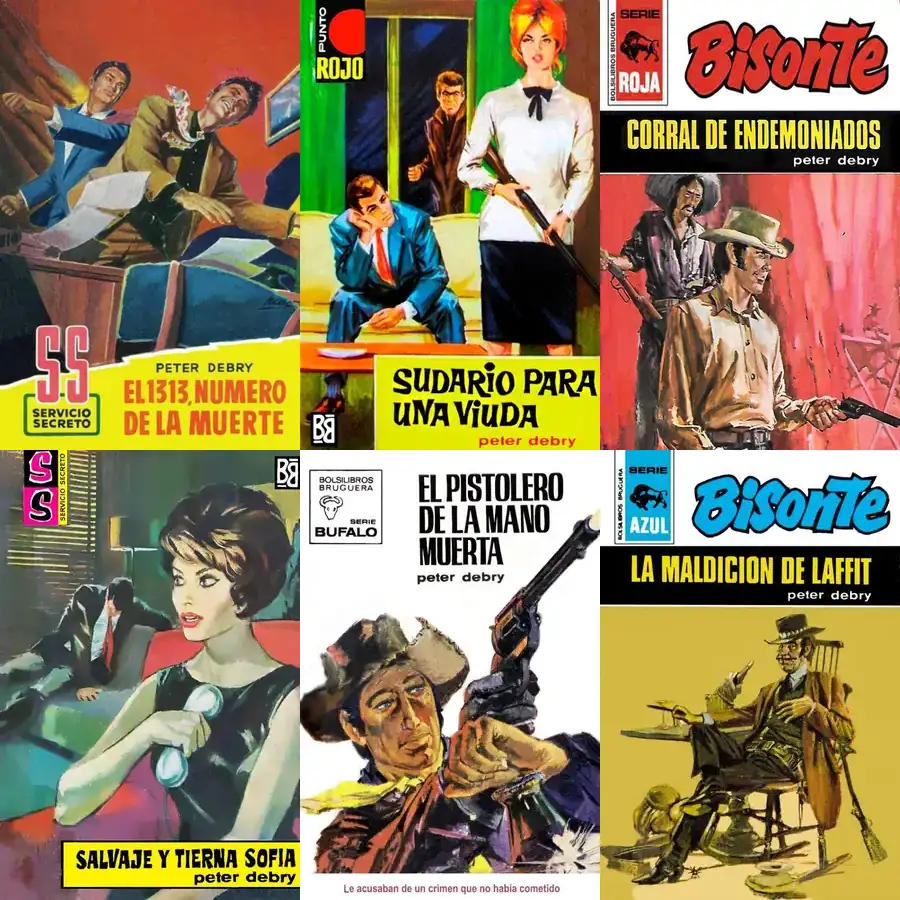 SS
SERVICIO
SECRETO
PETER DEBRY
EL 1313, NUMERO
DE LA MUERTE
PUNTO
ROJO
SUDARIO PARA
UNA VIUDA
peter debry
BB
BOLSILIBROS BRUGUERA
SERIE
ROJA
BISONTE
CORRAL DE ENDEMONIADOS
peter debry
SS
SERVICIO SECRETO
BB
SALVAJE Y TIERNA SOFIA
peter debry
BOLSILIBROS
BRUGUERA
SERIE
BUFALO
EL PISTOLERO
DE LA MANO
MUERTA
peter debry
Le acusaban de un crimen que no había cometido
BOLSILIBROS BRUGUERA
SERIE
AZUL
BISONTE
LA MALDICION DE LAFFIT
peter debry